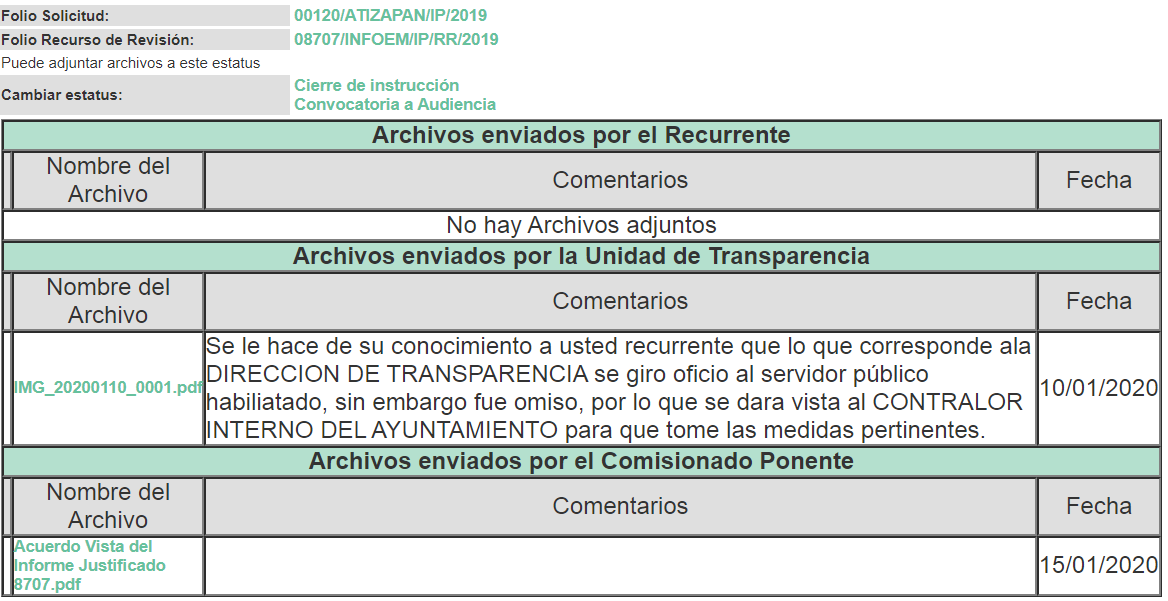 Folio Solicitud: 00120/ATIZAPAN/IP/2019
Folio Recurso de Revisión: 08707/INFOEM/IP/RR/2019
Puede adjuntar archivos a este estatus
Cambiar estatus:
Cierre de instrucción
Convocatoria a Audiencia
Archivos enviados por el Recurrente
Nombre del
Archivo
Comentarios
Fecha
No hay Archivos adjuntos
Archivos enviados por la Unidad de Transparencia
Nombre del
Archivo
Comentarios
Fecha
IMG_20200110_0001.pdf
Se le hace de su conocimiento a usted recurrente que lo que corresponde ala
DIRECCION DE TRANSPARENCIA se giro oficio al servidor público
habiliatado, sin embargo fue omiso, por lo que se dara vista al CONTRALOR
INTERNO DEL AYUNTAMIENTO para que tome las medidas pertinentes.
10/01/2020
Archivos enviados por el Comisionado Ponente
Nombre del
Archivo
Comentarios
Fecha
Acuerdo Vista del
Informe Justificado
8707.pdf
15/01/2020